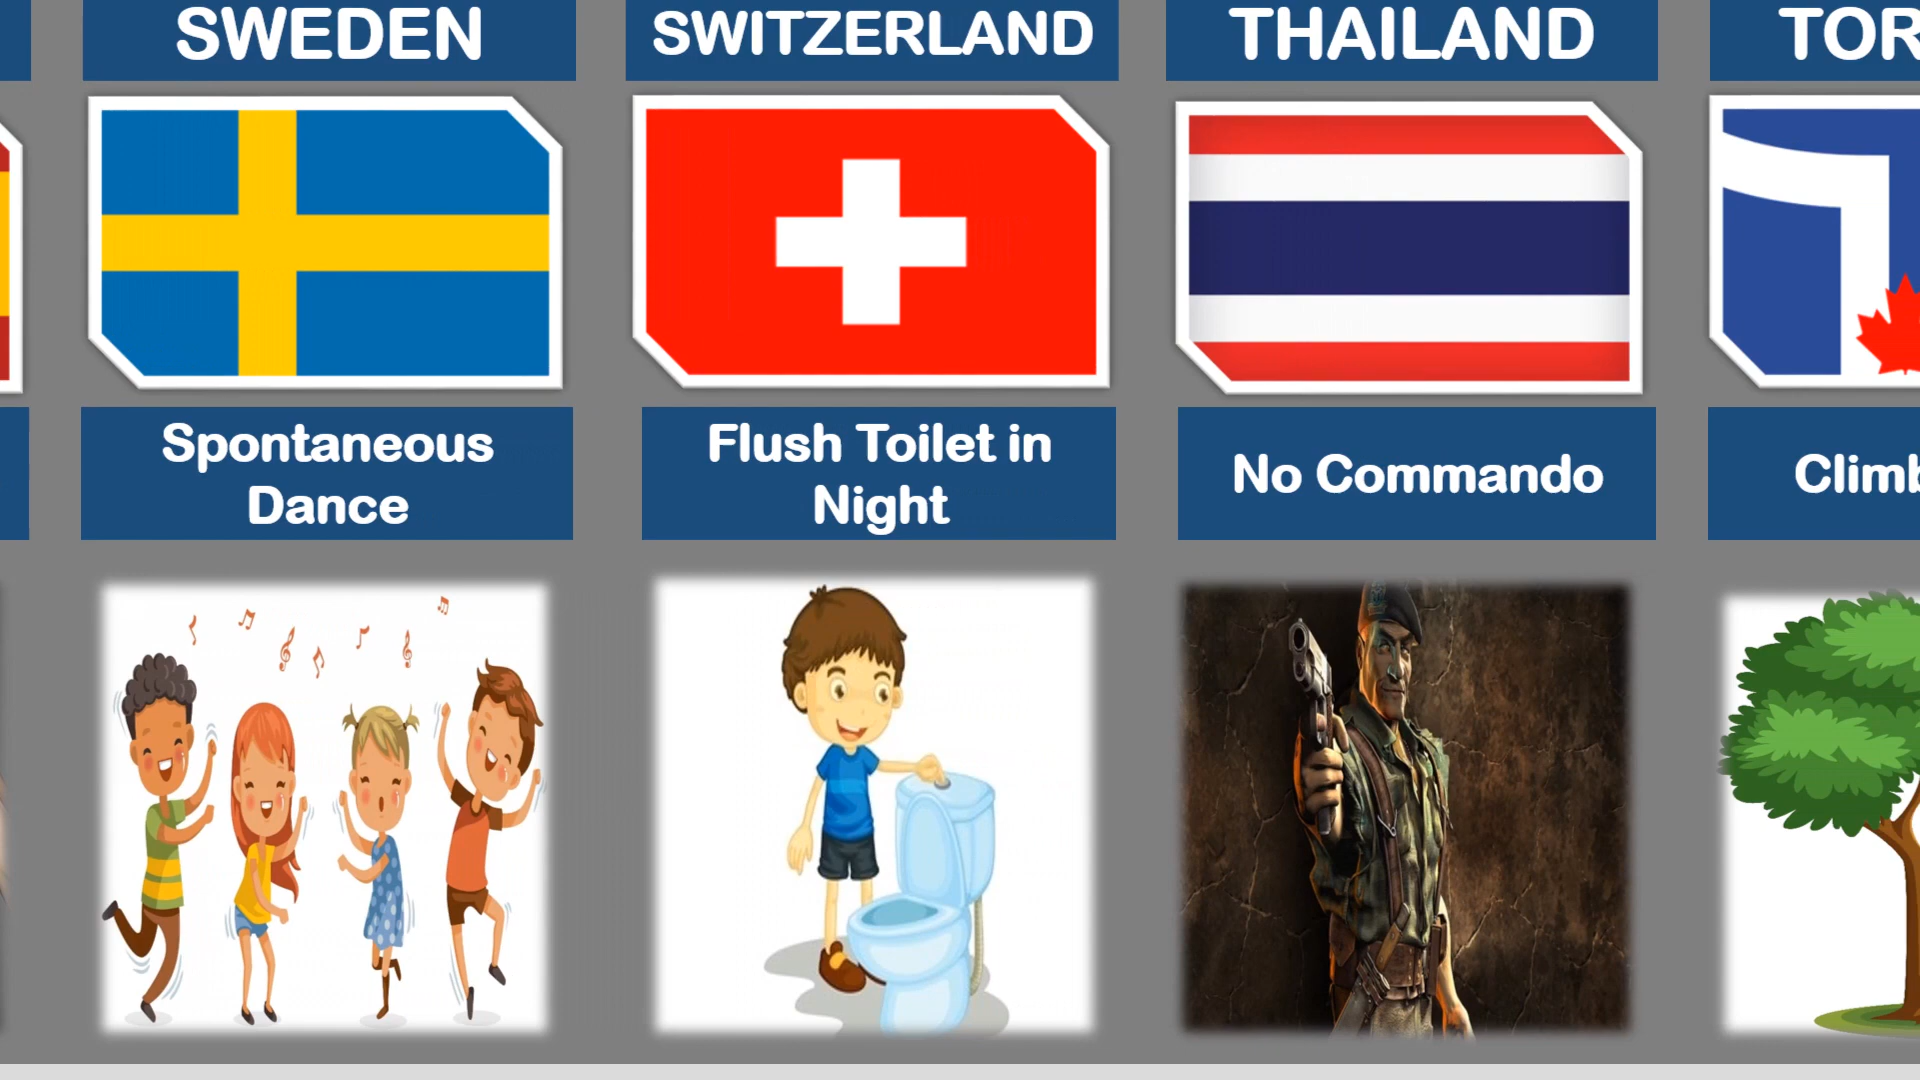 SWEDEN
SWITZERLAND
THAILAND
Spontaneous
Dance
Flush Toilet in
Night
No Commando